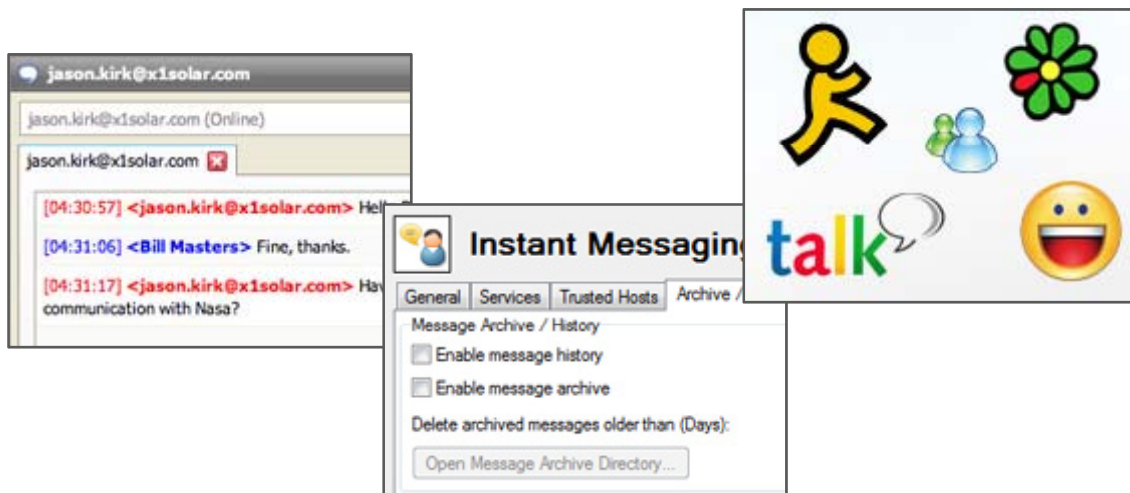 jason.kirk@x1solar.com
jason.kirk@x1solar.com (Online)
jason.kirk@x1solar.com
[04:30:57] <jason.kirk@x1solar.com>
[04:31:06] <Bill Masters> Fine, thanks.
[04:31:17] <jason.kirk@x1solar.com>
communication with Nasa?
Instant Messaging
General Services Trusted Hosts Archive /
Message Archive / History
Enable message history
Enable message archive
Delete archived messages older than (Days):
Open Message Archive Directory...
talk